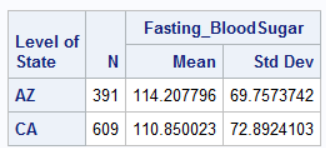 Level of State N Fasting_BloodSugar
Mean Std Dev
AZ 391 114.207796 69.7573742
CA 609 110.850023 72.8924103